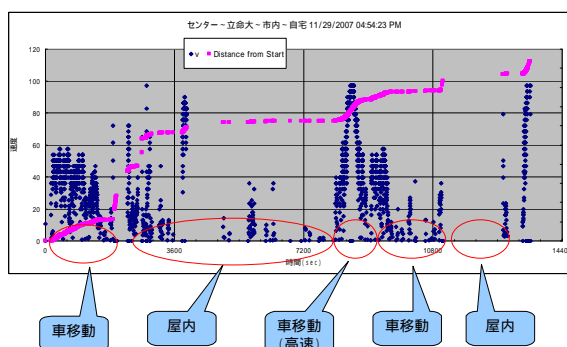 センター～立命大～市内～自宅 11/29/2007 04:54:23 PM
v
Distance from Start
120
100
80
60
40
20
0
速度
0
3600
7200
10800
1440
時間(sec)
車移動
屋内
車移動
(高速)
車移動
屋内